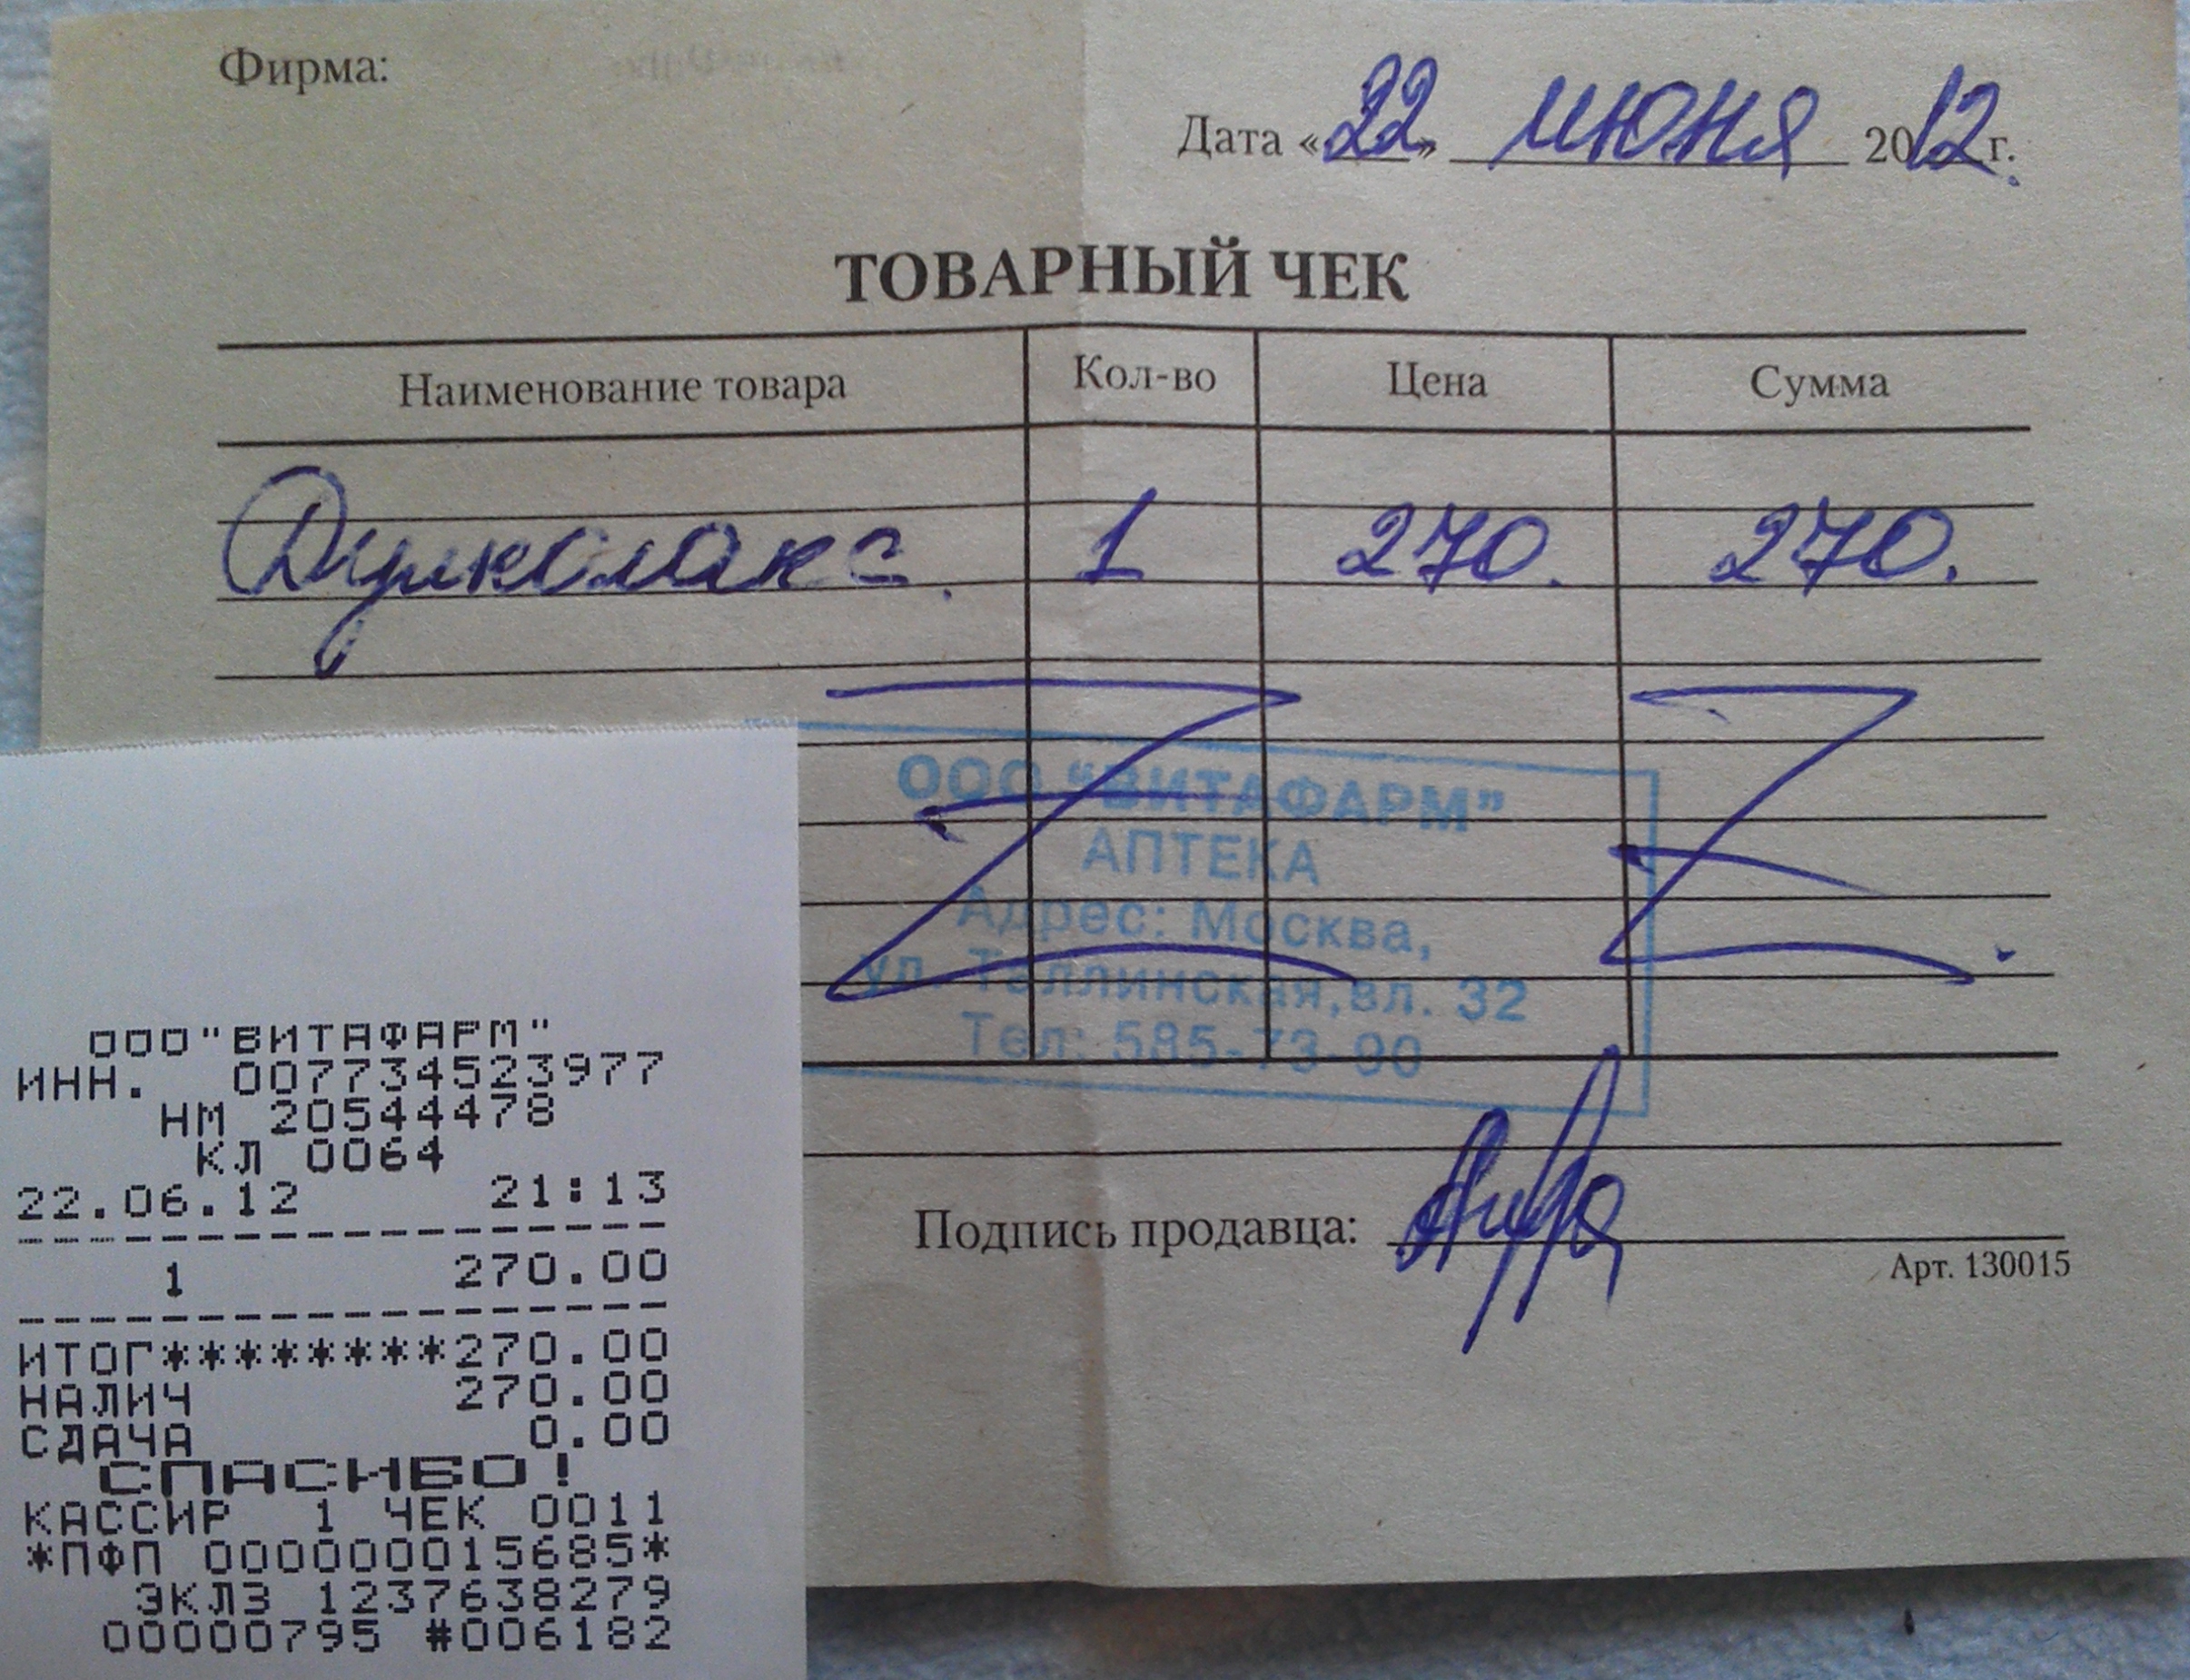 Фирма:
Дата «22» июня 2012 г.
ТОВАРНЫЙ ЧЕК
Наименование товара Кол-во Цена Сумма
Дульколакс. 1 270. 270.
ООО "ВИТАФАРМ"
АПТЕКА
Адрес: Москва,
ул. Таллинская, вл. 32
Тел: 585-73-90
Подпись продавца:
Арт. 130015
ООО"ВИТАФАРМ"
ИНН. 007734523977
НМ 20544478
КЛ 0064
22.06.12 21:13
1 270.00
ИТОГ********270.00
НАЛИЧ 270.00
СДАЧА 0.00
СПАСИБО!
КАССИР 1 ЧЕК 0011
*ПФП 000000015685*
ЭКЛЗ 1237638279
00000795 #006182